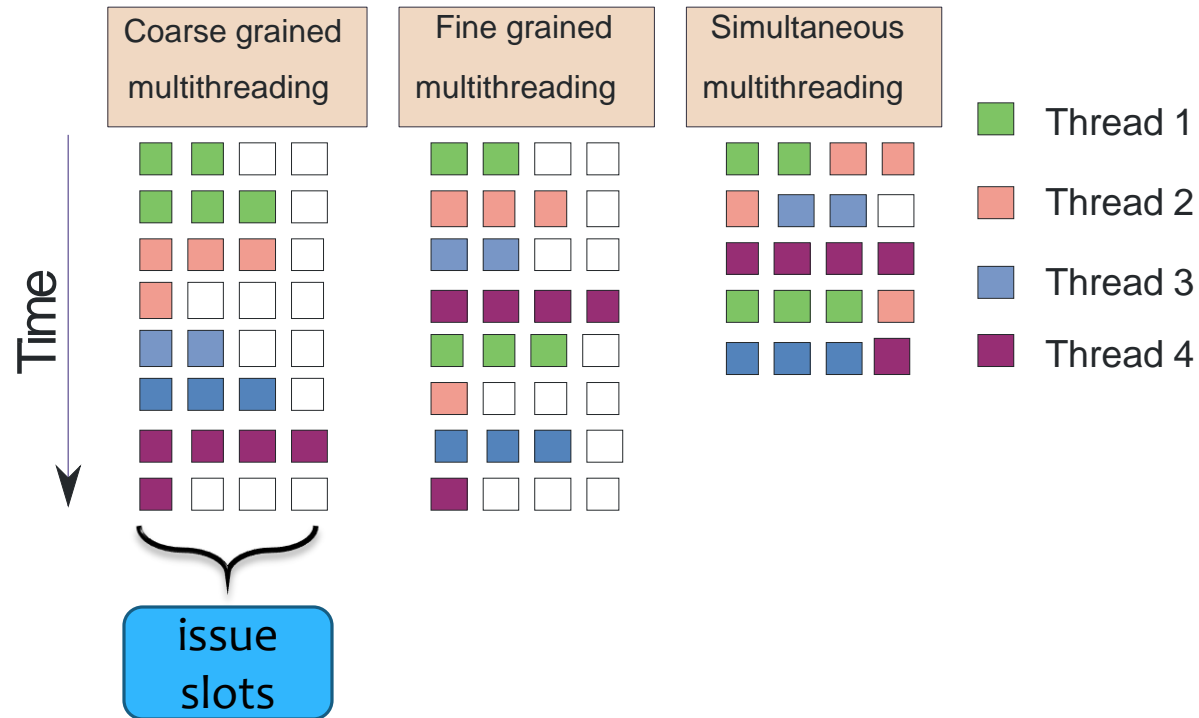 Coarse grained
multithreading
Fine grained
multithreading
Simultaneous
multithreading
Thread 1
Thread 2
Thread 3
Thread 4
Time
issue
slots